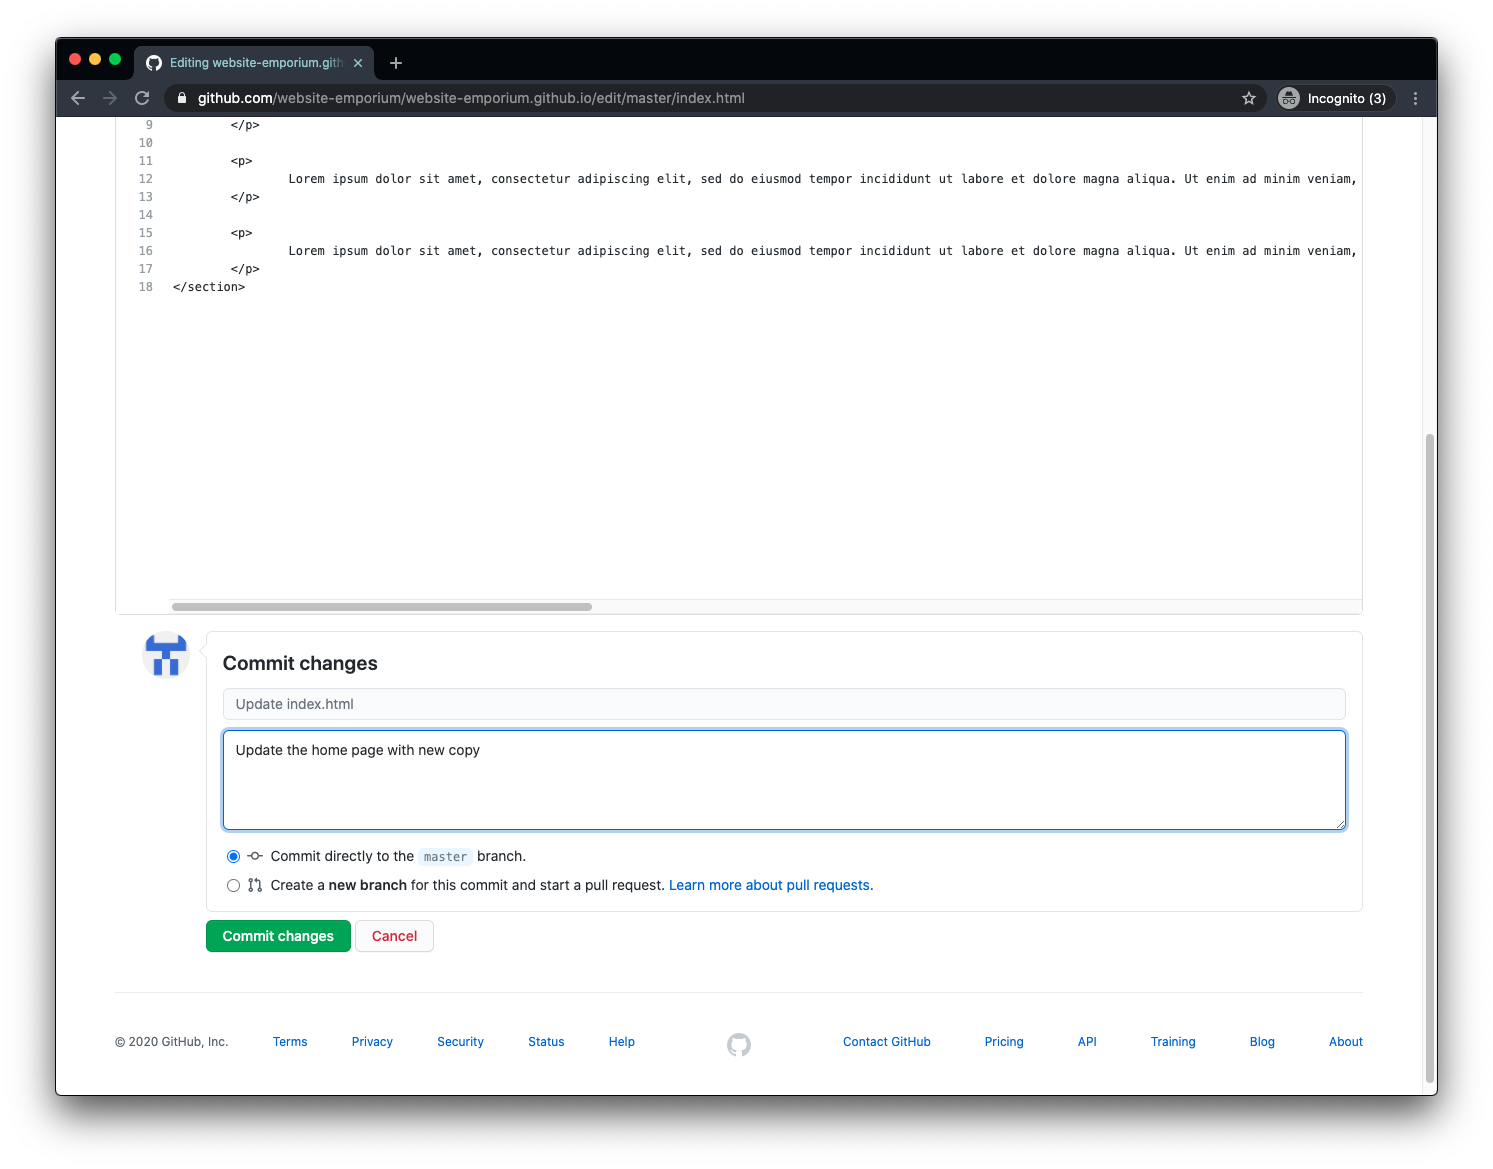 Editing website-emporium.gith
github.com/website-emporium/website-emporium.github.io/edit/master/index.html
Incognito (3)
9 </p>
10
11 <p>
12 Lorem ipsum dolor sit amet, consectetur adipiscing elit, sed do eiusmod tempor incididunt ut labore et dolore magna aliqua. Ut enim ad minim veniam,
13 </p>
14
15 <p>
16 Lorem ipsum dolor sit amet, consectetur adipiscing elit, sed do eiusmod tempor incididunt ut labore et dolore magna aliqua. Ut enim ad minim veniam,
17 </p>
18 </section>
Commit changes
Update index.html
Update the home page with new copy
Commit directly to the master branch.
Create a new branch for this commit and start a pull request. Learn more about pull requests.
Commit changes Cancel
© 2020 GitHub, Inc. Terms Privacy Security Status Help Contact GitHub Pricing API Training Blog About